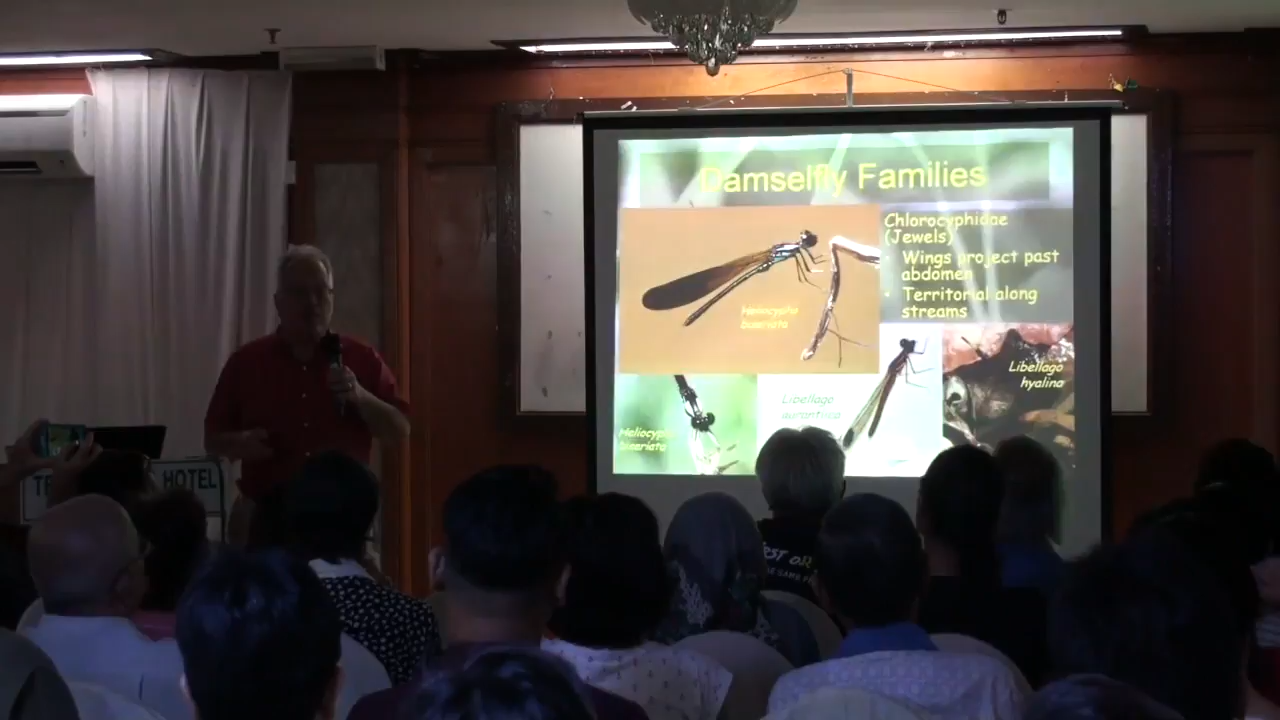 Damselfly Families
Chlorocyphidae
(Jewels)
• Wings project past
abdomen
• Territorial along
streams
Heliocypha
biseriata
Libellago
hyalina
Libellago
aurantiaca
Heliocypha
biseriata
HOTEL